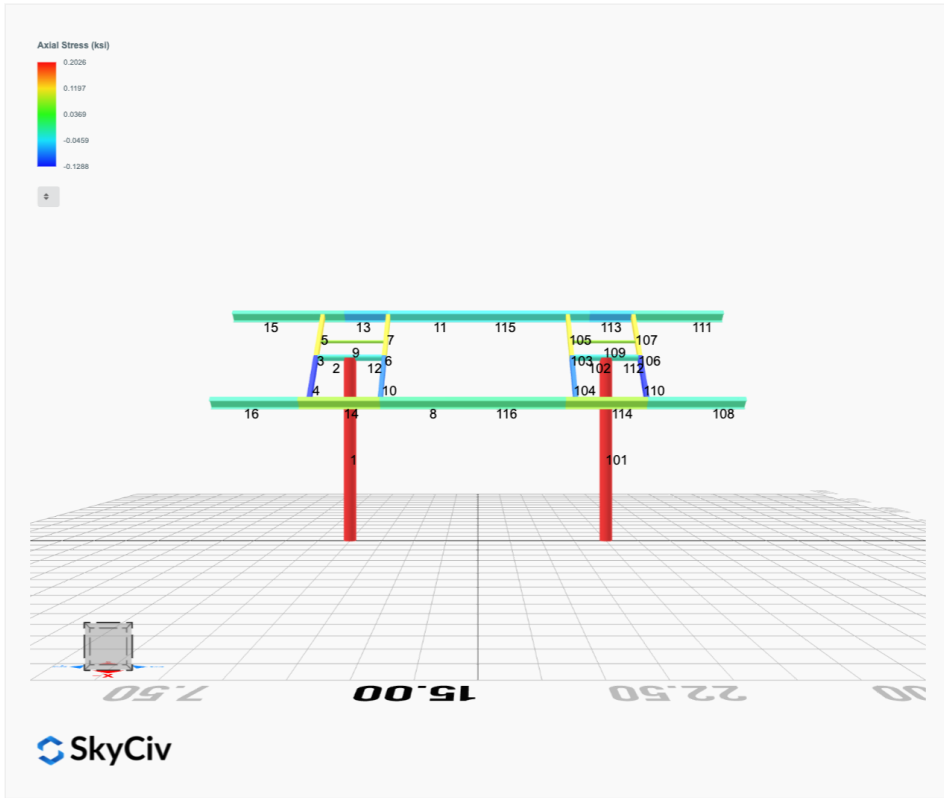 Axial Stress (ksi)
0.2026
0.1197
0.0369
-0.0459
-0.1288
15 13 11 115 113 111
5 7 105 107
9 109
3 6 103 106
2 12 102 112
4 10 104 110
16 14 8 116 114 108
1 101
7.50 15.00 22.50 00
SkyCiv